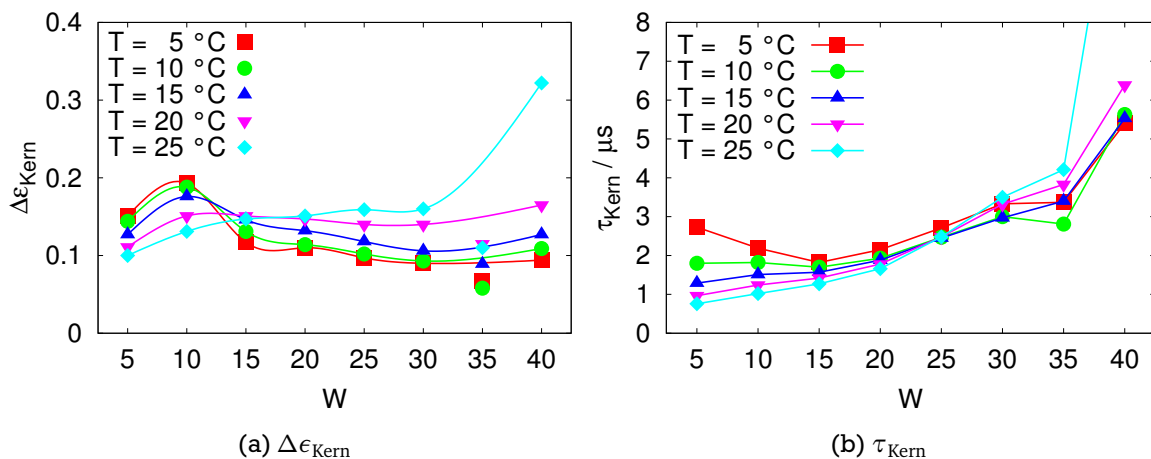 0.4
0.3
0.2
0.1
0
Δε_Kern
T = 5 °C
T = 10 °C
T = 15 °C
T = 20 °C
T = 25 °C
5 10 15 20 25 30 35 40
W
(a) Δϵ_Kern
8
7
6
5
4
3
2
1
0
τ_Kern / µs
T = 5 °C
T = 10 °C
T = 15 °C
T = 20 °C
T = 25 °C
5 10 15 20 25 30 35 40
W
(b) τ_Kern